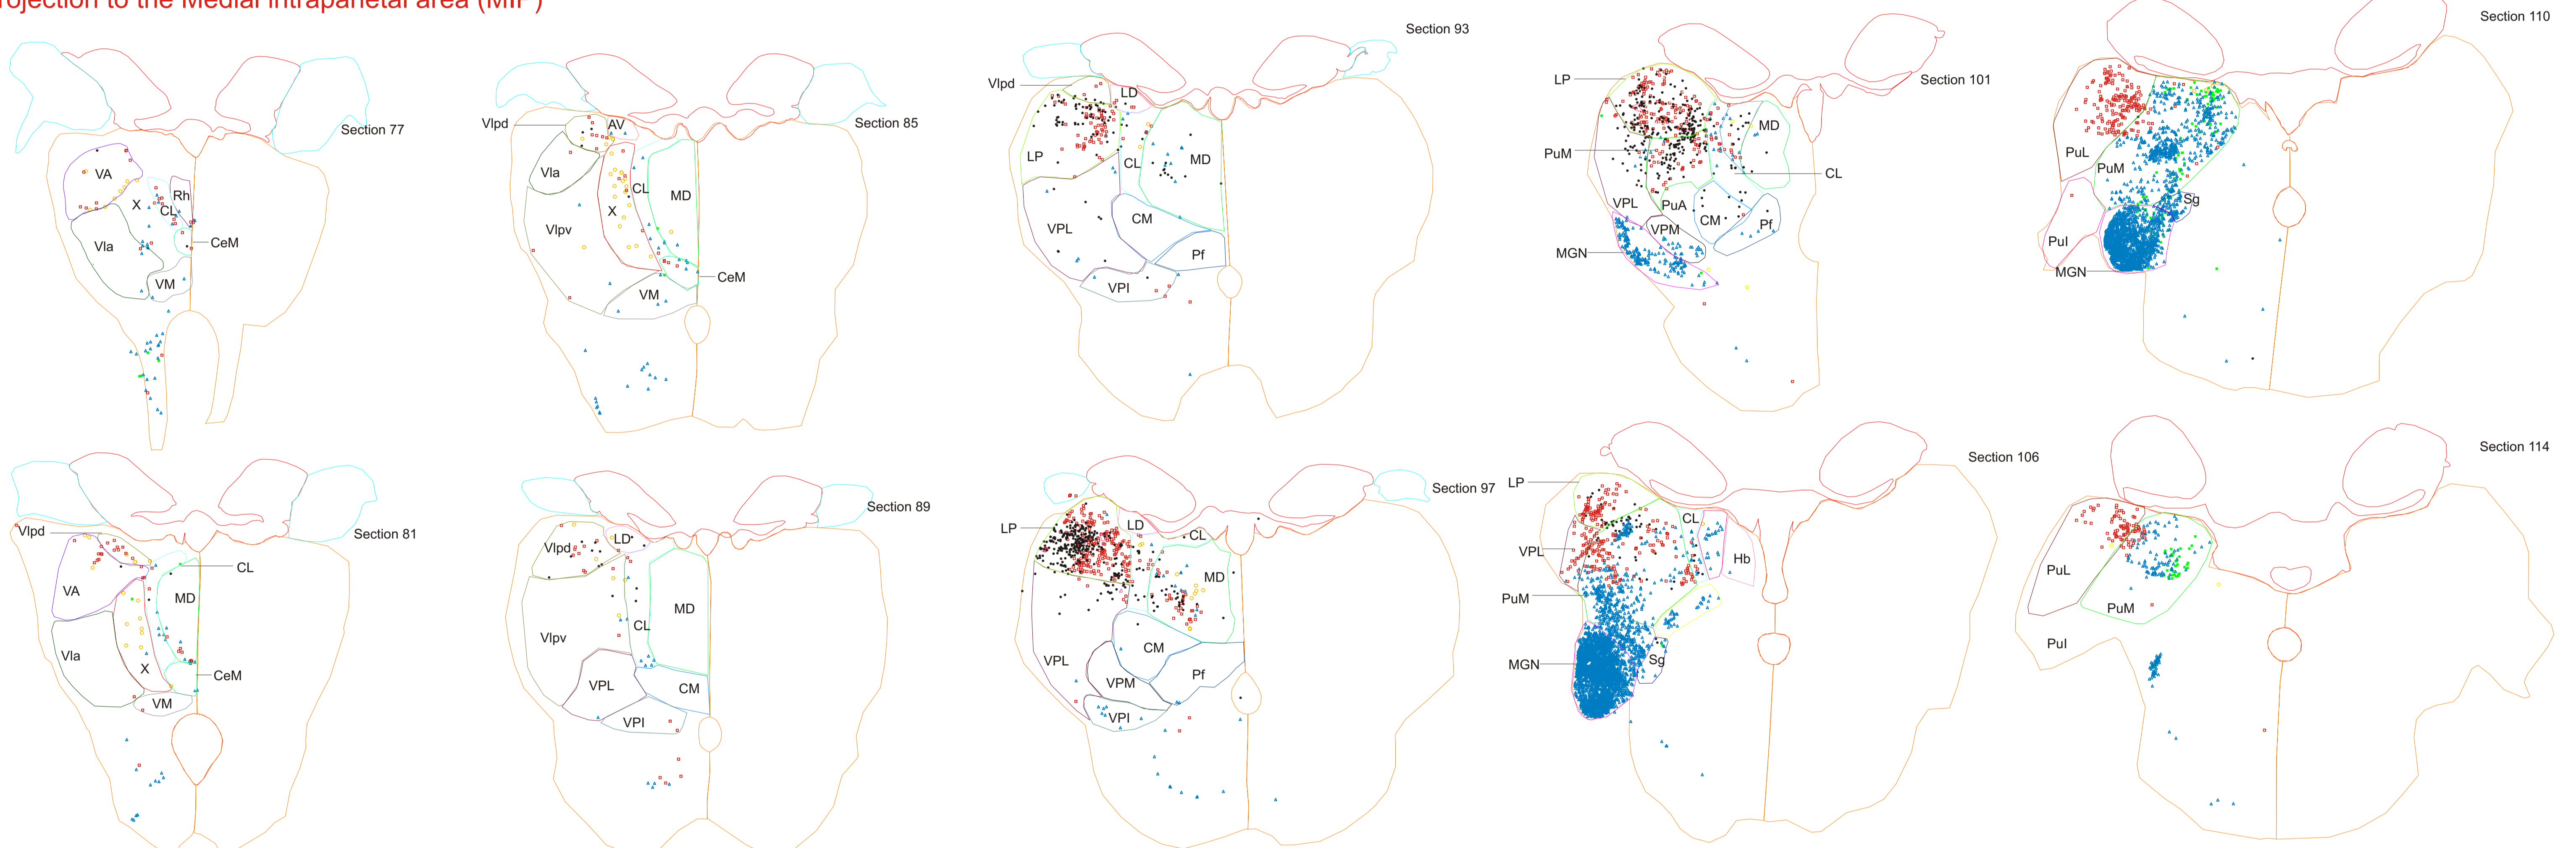 rojection to the Medial intraparietal area (MIP)
Section 77
VA
X
Rh
CL
Vla
CeM
VM
Section 85
Vlpd
AV
Vla
CL
MD
X
Vlpv
CeM
VM
Section 93
Vlpd
LD
LP
CL
MD
CM
VPL
Pf
VPI
Section 101
LP
MD
PuM
CL
VPL
PuA
CM
Pf
VPM
MGN
Section 110
PuL
PuM
Sg
PuI
MGN
Section 81
Vlpd
CL
VA
MD
Vla
X
CeM
VM
Section 89
Vlpd
LD
CL
MD
Vlpv
VPL
CM
VPI
Section 97
LP
LD
CL
MD
CM
VPL
VPM
Pf
VPI
Section 106
LP
CL
VPL
Hb
PuM
MGN
Sg
Section 114
PuL
PuM
PuI